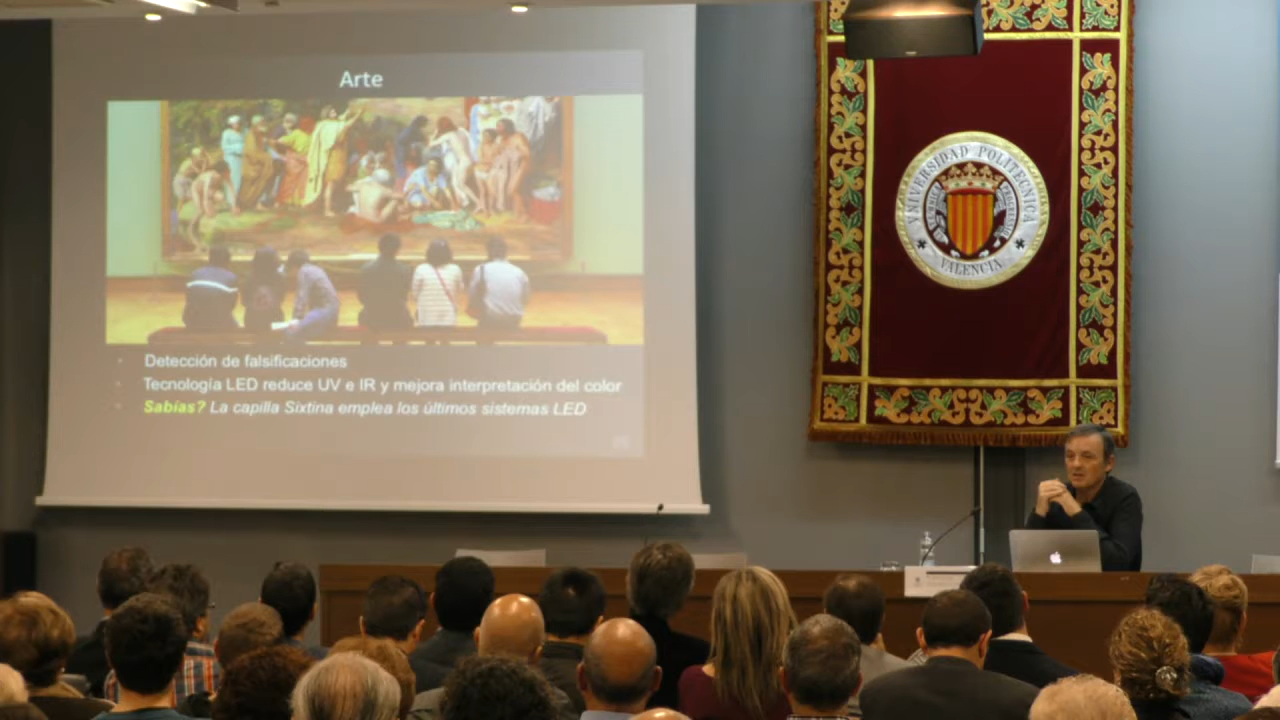 Arte
Detección de falsificaciones
Tecnología LED reduce UV e IR y mejora interpretación del color
Sabías? La capilla Sixtina emplea los últimos sistemas LED
UNIVERSIDAD POLITECNICA
VALENCIA